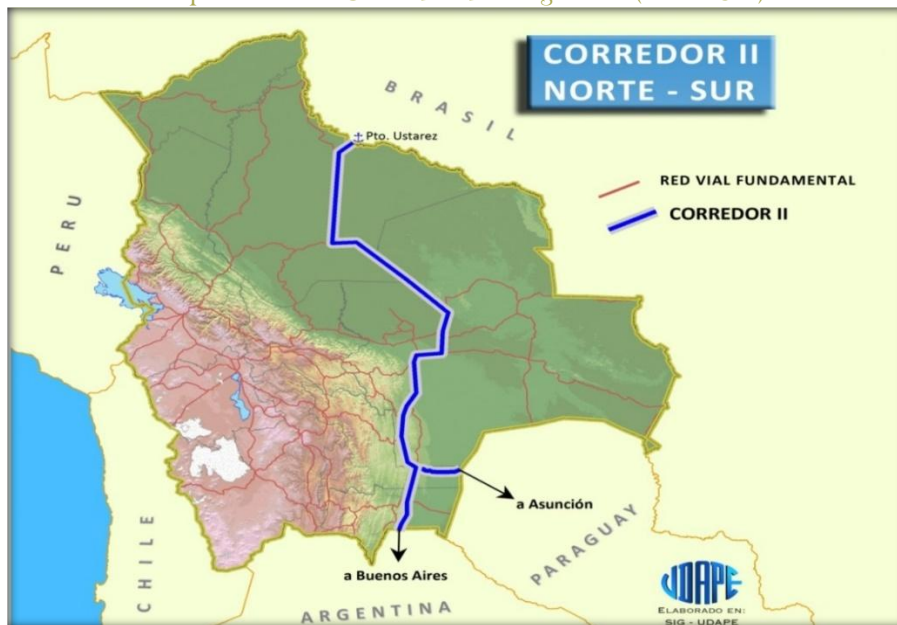 CORREDOR II
NORTE - SUR
BRASIL
Pto. Ustarez
RED VIAL FUNDAMENTAL
CORREDOR II
PERU
a Asunción
PARAGUAY
a Buenos Aires
CHILE
ARGENTINA
UDAPE
ELABORADO EN:
SIG - UDAPE